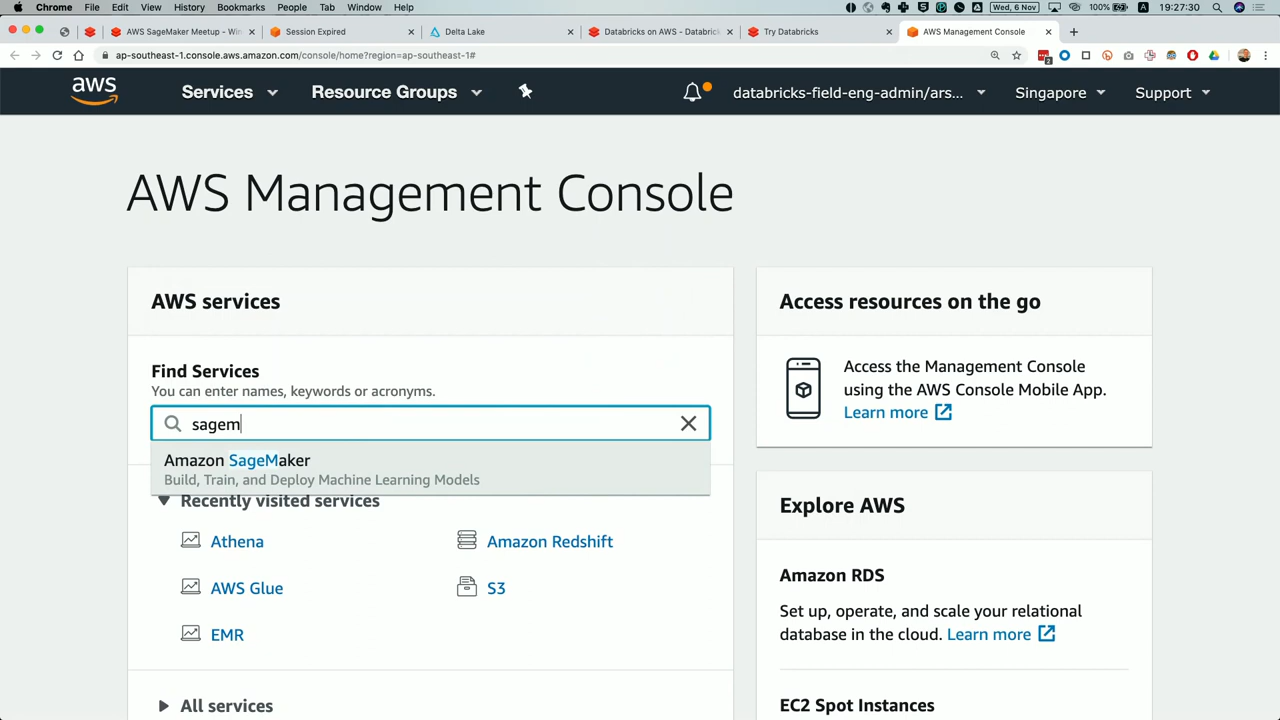 Chrome File Edit View History Bookmarks People Tab Window Help
100% Wed, 6 Nov 19:27:30
AWS SageMaker Meetup - Wi
Session Expired
Delta Lake
Databricks on AWS - Databric
Try Databricks
AWS Management Console
ap-southeast-1.console.aws.amazon.com/console/home?region=ap-southeast-1#
aws
Services
Resource Groups
databricks-field-eng-admin/ars...
Singapore
Support
AWS Management Console
AWS services
Find Services
You can enter names, keywords or acronyms.
sagem
Amazon SageMaker
Build, Train, and Deploy Machine Learning Models
Recently visited services
Athena
Amazon Redshift
AWS Glue
S3
EMR
All services
Access resources on the go
Access the Management Console
using the AWS Console Mobile App.
Learn more
Explore AWS
Amazon RDS
Set up, operate, and scale your relational
database in the cloud. Learn more
EC2 Spot Instances